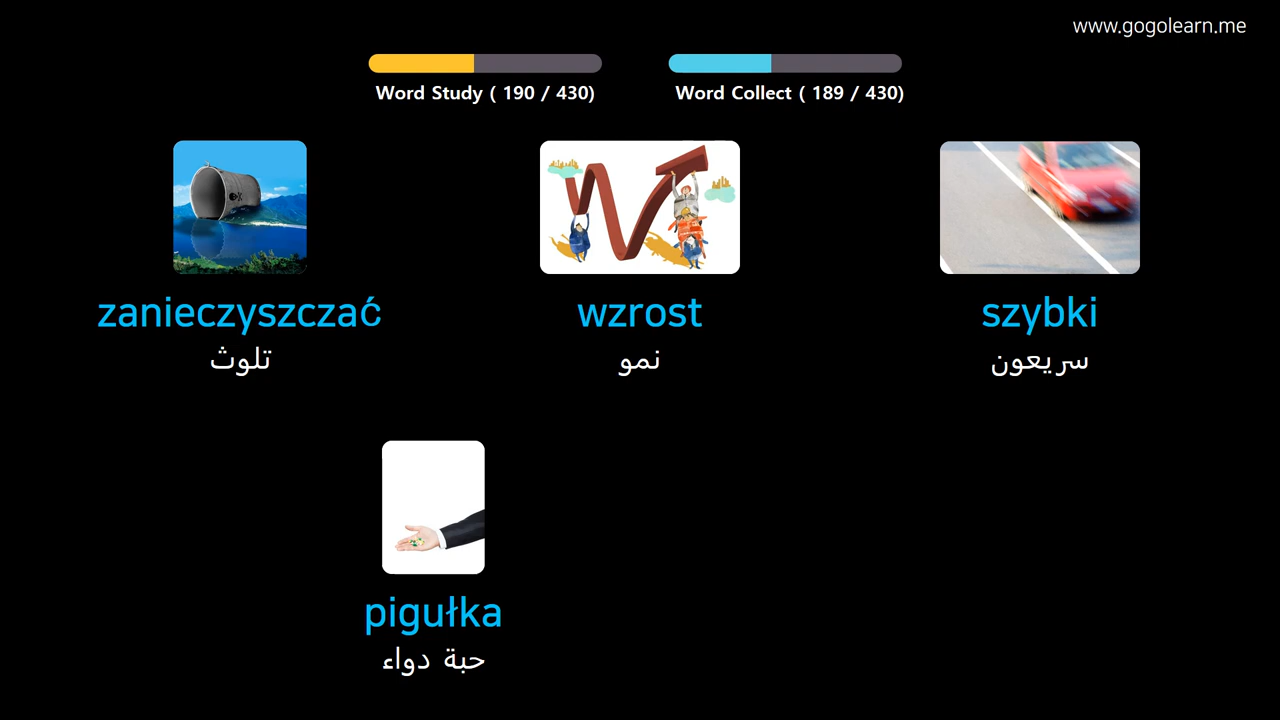 www.gogolearn.me
Word Study ( 190 / 430)
Word Collect ( 189 / 430)
zanieczyszczać
تلوث
wzrost
نمو
szybki
سريعون
pigułka
حبة دواء